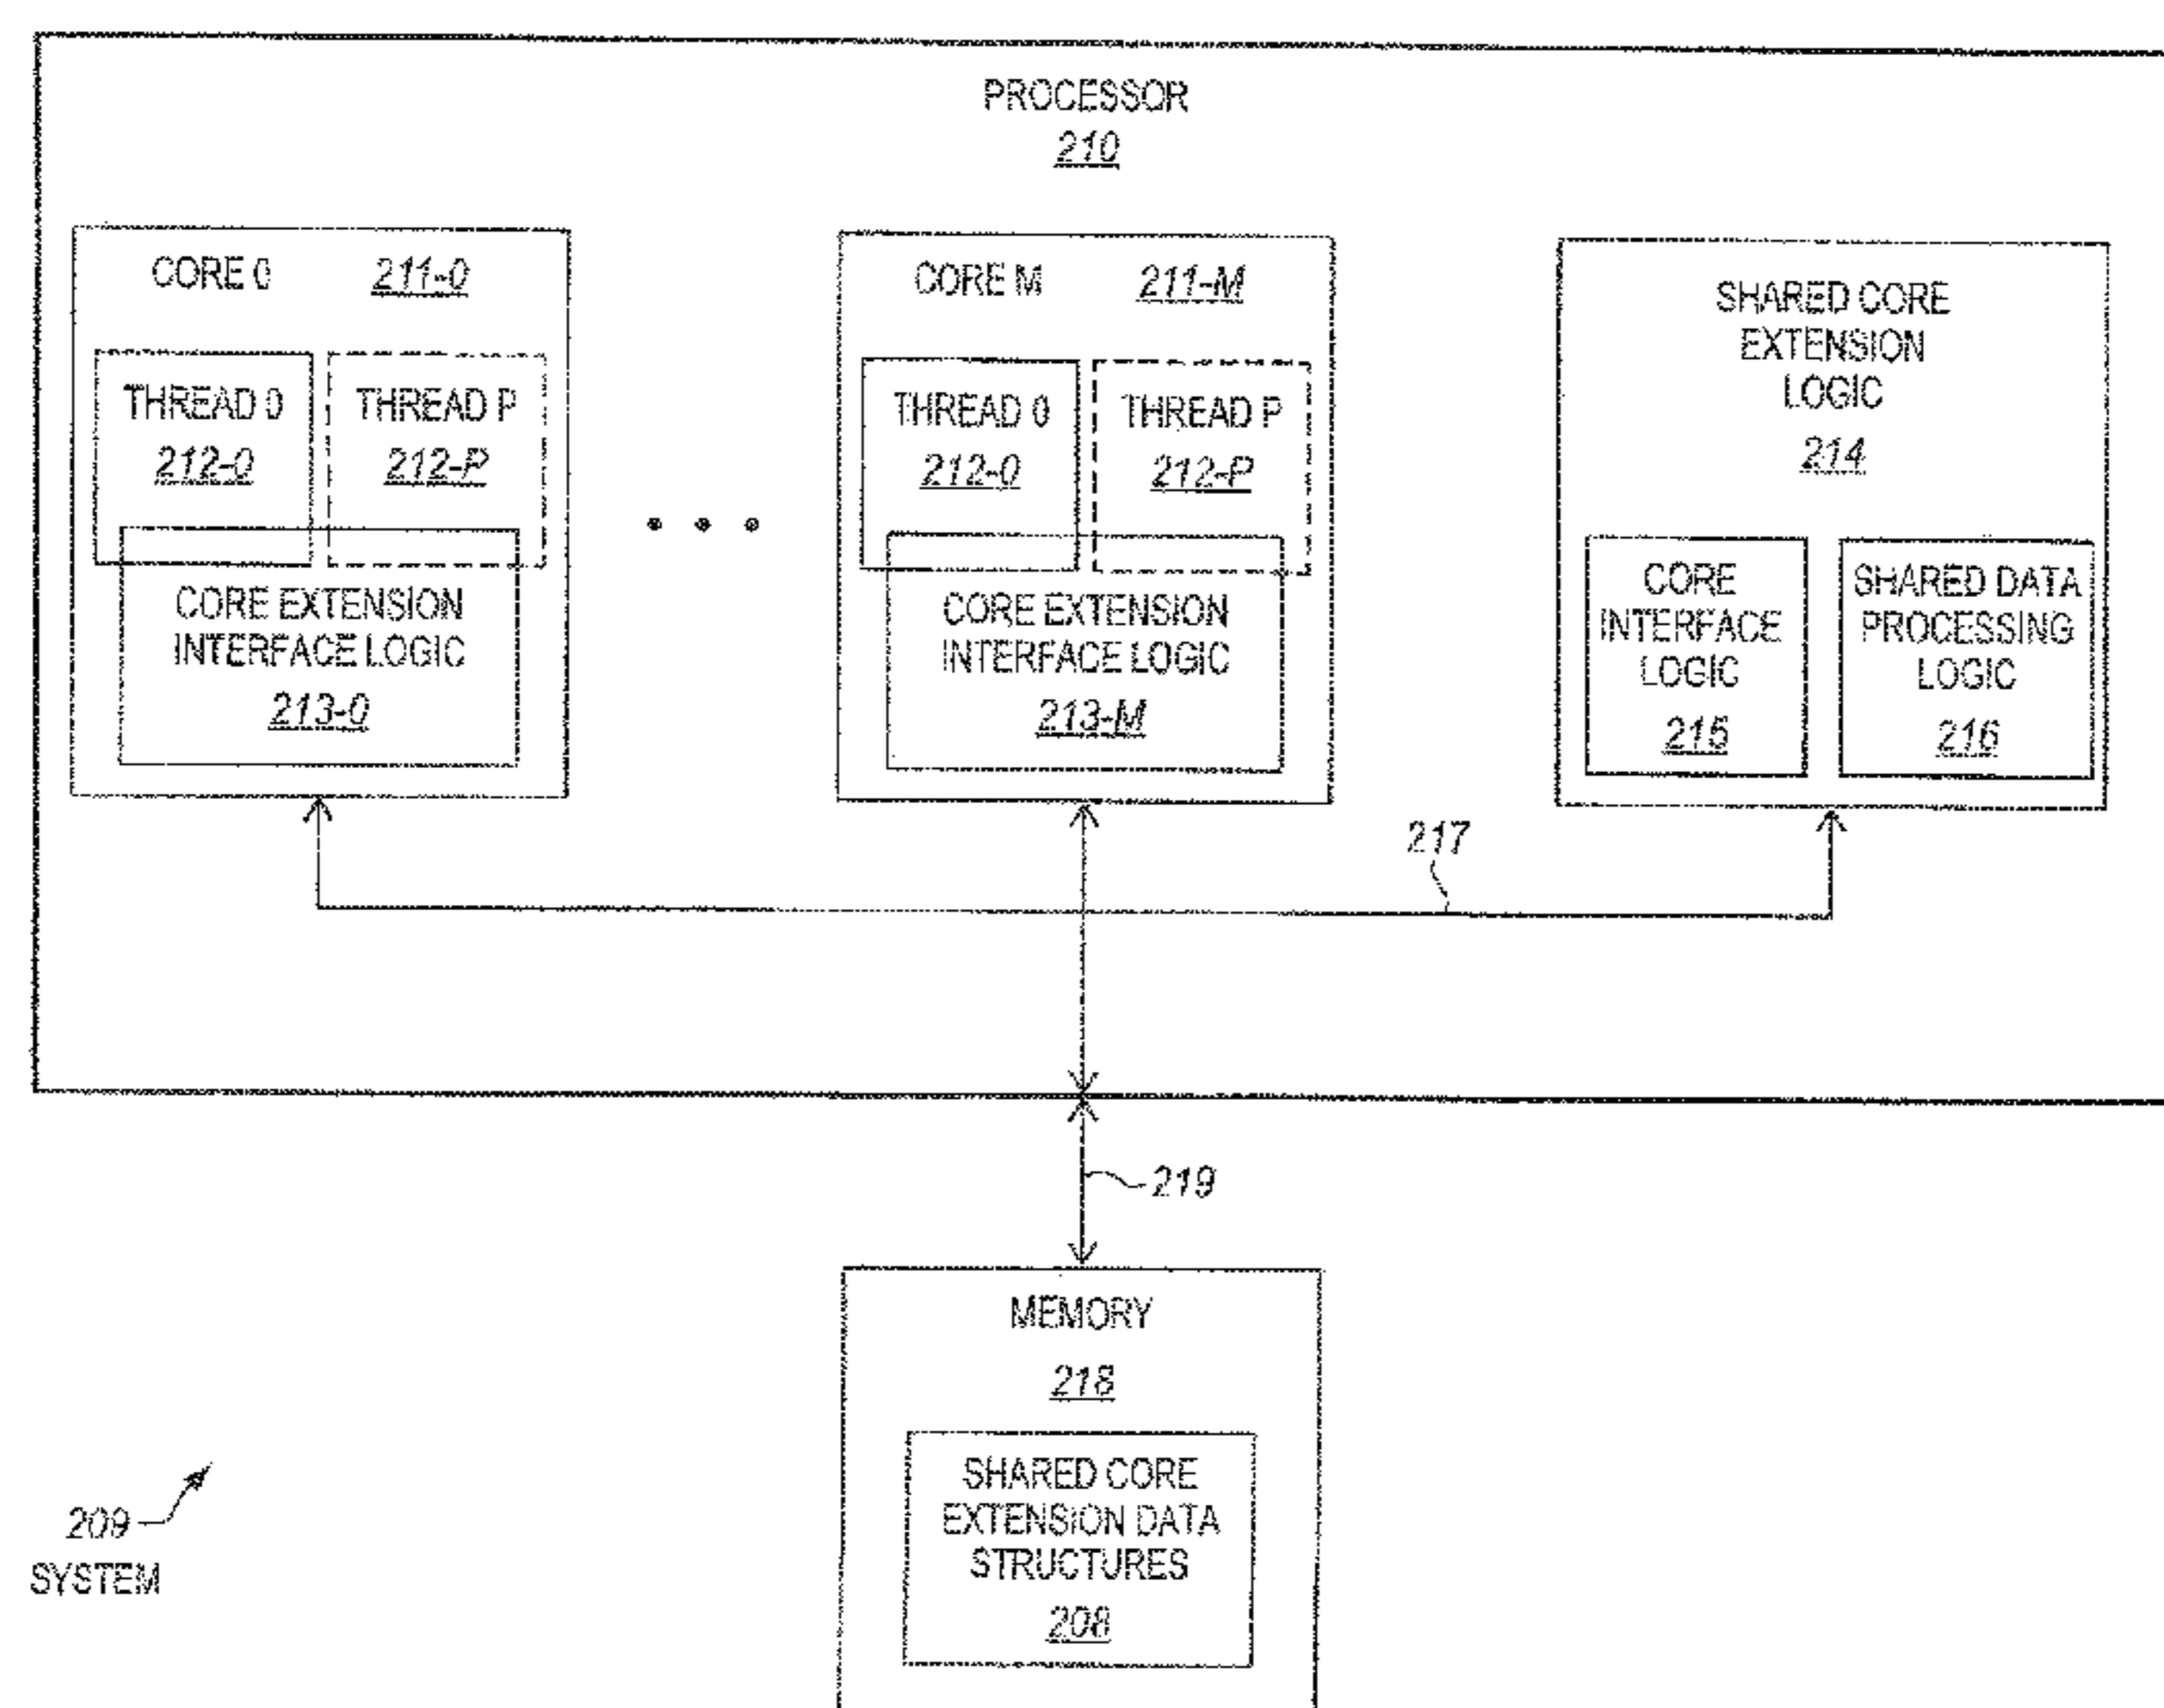 PROCESSOR
210
CORE 0 211-0
THREAD 0
212-0
THREAD P
212-P
CORE EXTENSION
INTERFACE LOGIC
213-0
CORE M 211-M
THREAD 0
212-0
THREAD P
212-P
CORE EXTENSION
INTERFACE LOGIC
213-M
SHARED CORE
EXTENSION
LOGIC
214
CORE
INTERFACE
LOGIC
215
SHARED DATA
PROCESSING
LOGIC
216
217
219
MEMORY
218
SHARED CORE
EXTENSION DATA
STRUCTURES
208
209
SYSTEM